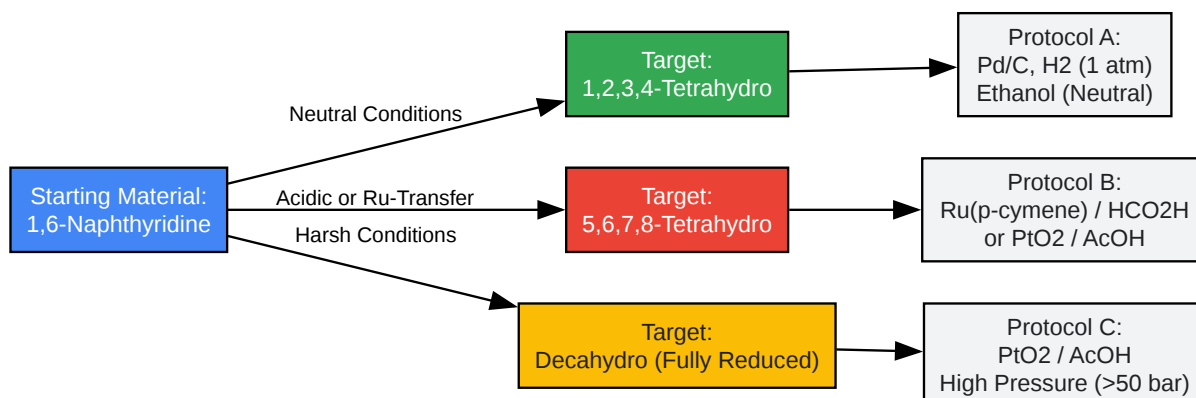 Starting Material:
1,6-Naphthyridine
Neutral Conditions
Acidic or Ru-Transfer
Harsh Conditions
Target:
1,2,3,4-Tetrahydro
Target:
5,6,7,8-Tetrahydro
Target:
Decahydro (Fully Reduced)
Protocol A:
Pd/C, H2 (1 atm)
Ethanol (Neutral)
Protocol B:
Ru(p-cymene) / HCO2H
or PtO2 / AcOH
Protocol C:
PtO2 / AcOH
High Pressure (>50 bar)